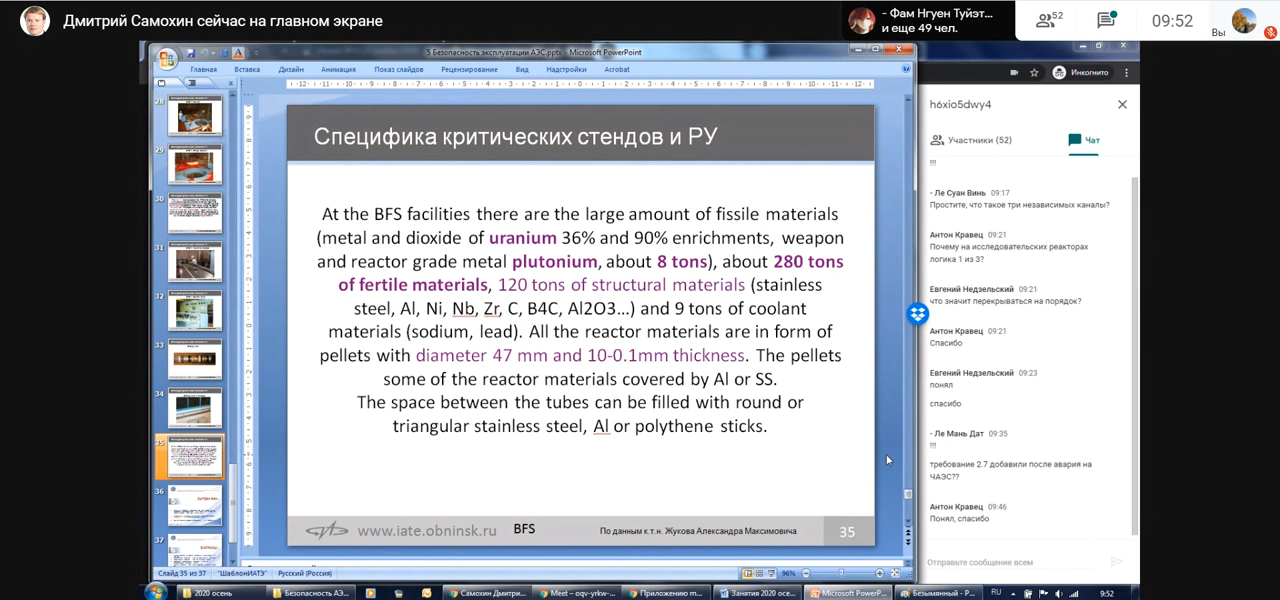 Дмитрий Самохин сейчас на главном экране
- Фам Нгуен Туйэт...
и еще 49 чел.
52
09:52
Вы
5 Безопасность эксплуатации АЭС.pptx - Microsoft PowerPoint
Главная Вставка Дизайн Анимация Показ слайдов Рецензирование Вид Надстройки Acrobat
Инкогнито
28
29
30
31
32
33
34
35
36
37
Специфика критических стендов и РУ
At the BFS facilities there are the large amount of fissile materials
(metal and dioxide of uranium 36% and 90% enrichments, weapon
and reactor grade metal plutonium, about 8 tons), about 280 tons
of fertile materials, 120 tons of structural materials (stainless
steel, Al, Ni, Nb, Zr, C, B4C, Al2O3...) and 9 tons of coolant
materials (sodium, lead). All the reactor materials are in form of
pellets with diameter 47 mm and 10-0.1mm thickness. The pellets
some of the reactor materials covered by Al or SS.
The space between the tubes can be filled with round or
triangular stainless steel, Al or polythene sticks.
www.iate.obninsk.ru
BFS
По данным к.т.н. Жукова Александра Максимовича
35
h6xio5dwy4
Участники (52)
Чат
!!!
- Ле Суан Винь 09:17
Простите, что такое три независимых каналы?
Антон Кравец 09:21
Почему на исследовательских реакторах
логика 1 из 3?
Евгений Недзельский 09:21
что значит перекрываться на порядок?
Антон Кравец 09:21
Спасибо
Евгений Недзельский 09:23
понял
спасибо
- Ле Мань Дат 09:35
!!!
требование 2.7 добавили после авария на
ЧАЭС??
Антон Кравец 09:46
Понял, спасибо
Отправьте сообщение всем
Слайд 35 из 37 "ШаблонИАТЭ" Русский (Россия)
96%
2020 осень
Безопасность АЭ...
Самохин Дмитри...
Meet – oqv-yrkw-...
Приложению m...
Занятия 2020 осе...
Microsoft PowerP...
Безымянный - P...
RU
9:52